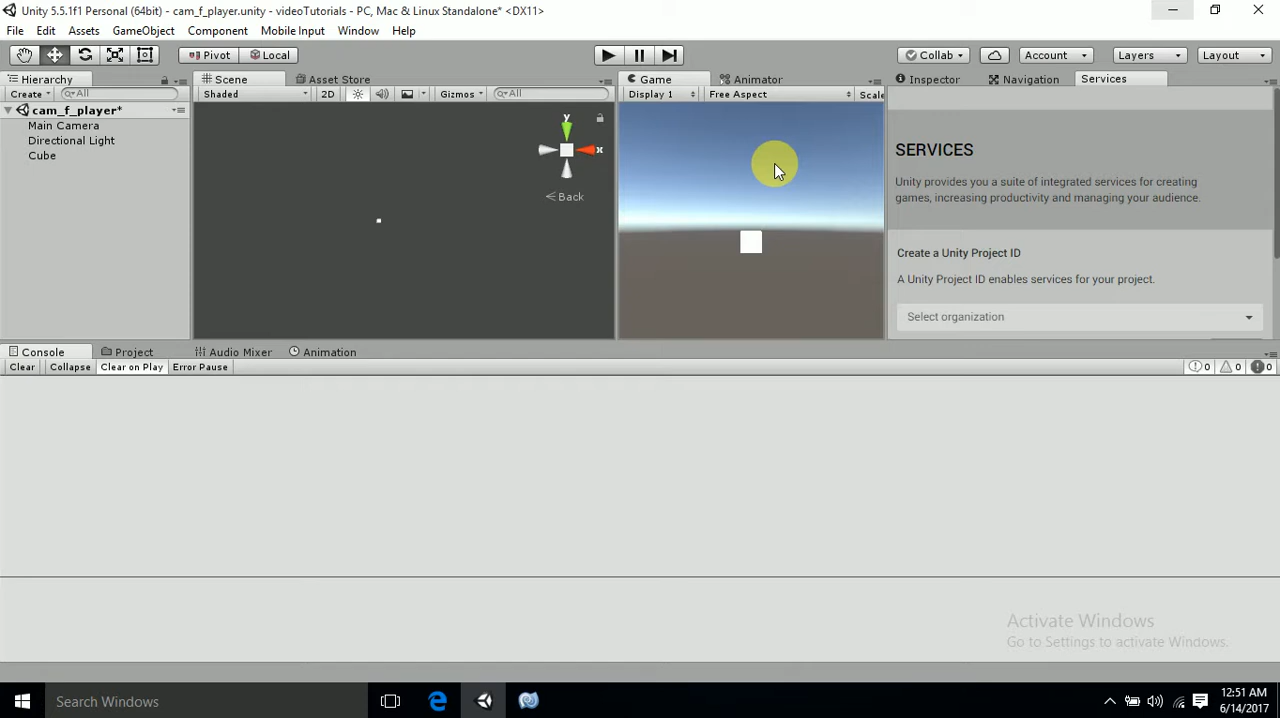 Unity 5.5.1f1 Personal (64bit) - cam_f_player.unity - videoTutorials - PC, Mac & Linux Standalone* <DX11>
File Edit Assets GameObject Component Mobile Input Window Help
Pivot Local Collab Account Layers Layout
Hierarchy Scene Asset Store Game Animator Inspector Navigation Services
Create All Shaded 2D Gizmos All Display 1 Free Aspect Scale
cam_f_player*
Main Camera
Directional Light
Cube
y
x
Back
SERVICES
Unity provides you a suite of integrated services for creating
games, increasing productivity and managing your audience.
Create a Unity Project ID
A Unity Project ID enables services for your project.
Select organization
Console Project Audio Mixer Animation
Clear Collapse Clear on Play Error Pause 0 0 0
Activate Windows
Go to Settings to activate Windows.
Search Windows
12:51 AM
6/14/2017